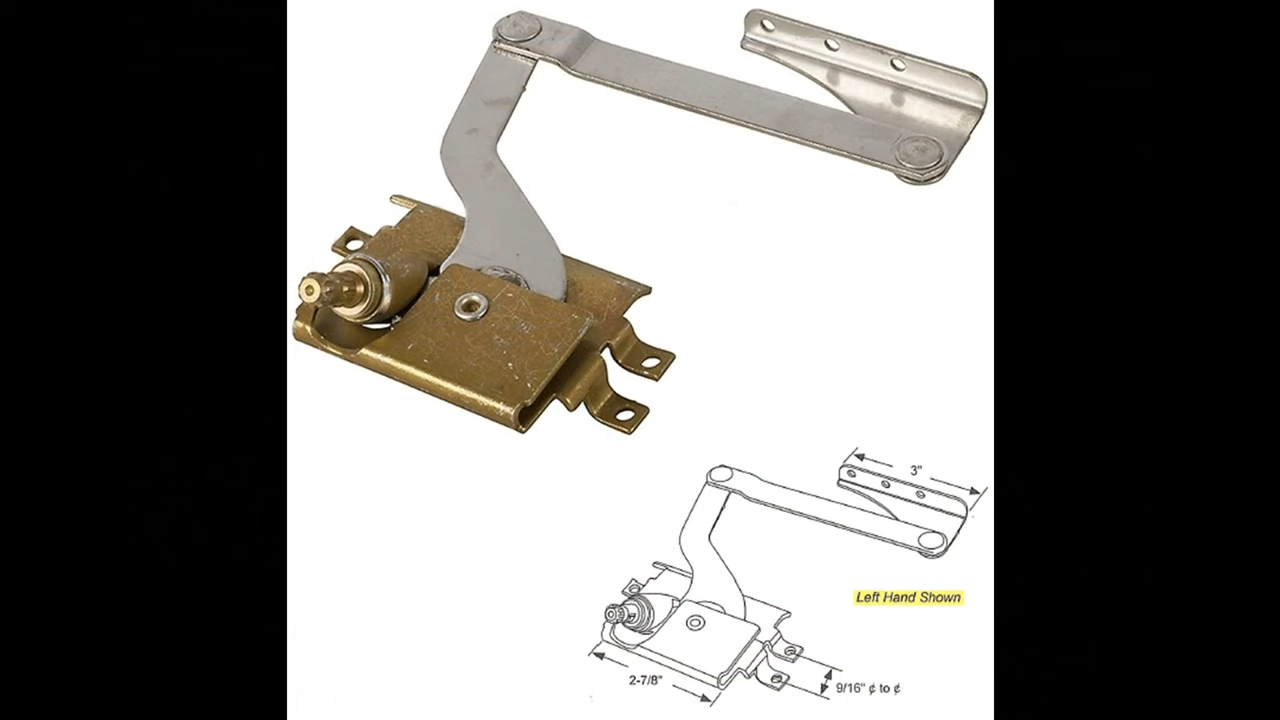 3"
Left Hand Shown
2-7/8"
9/16" ¢ to ¢